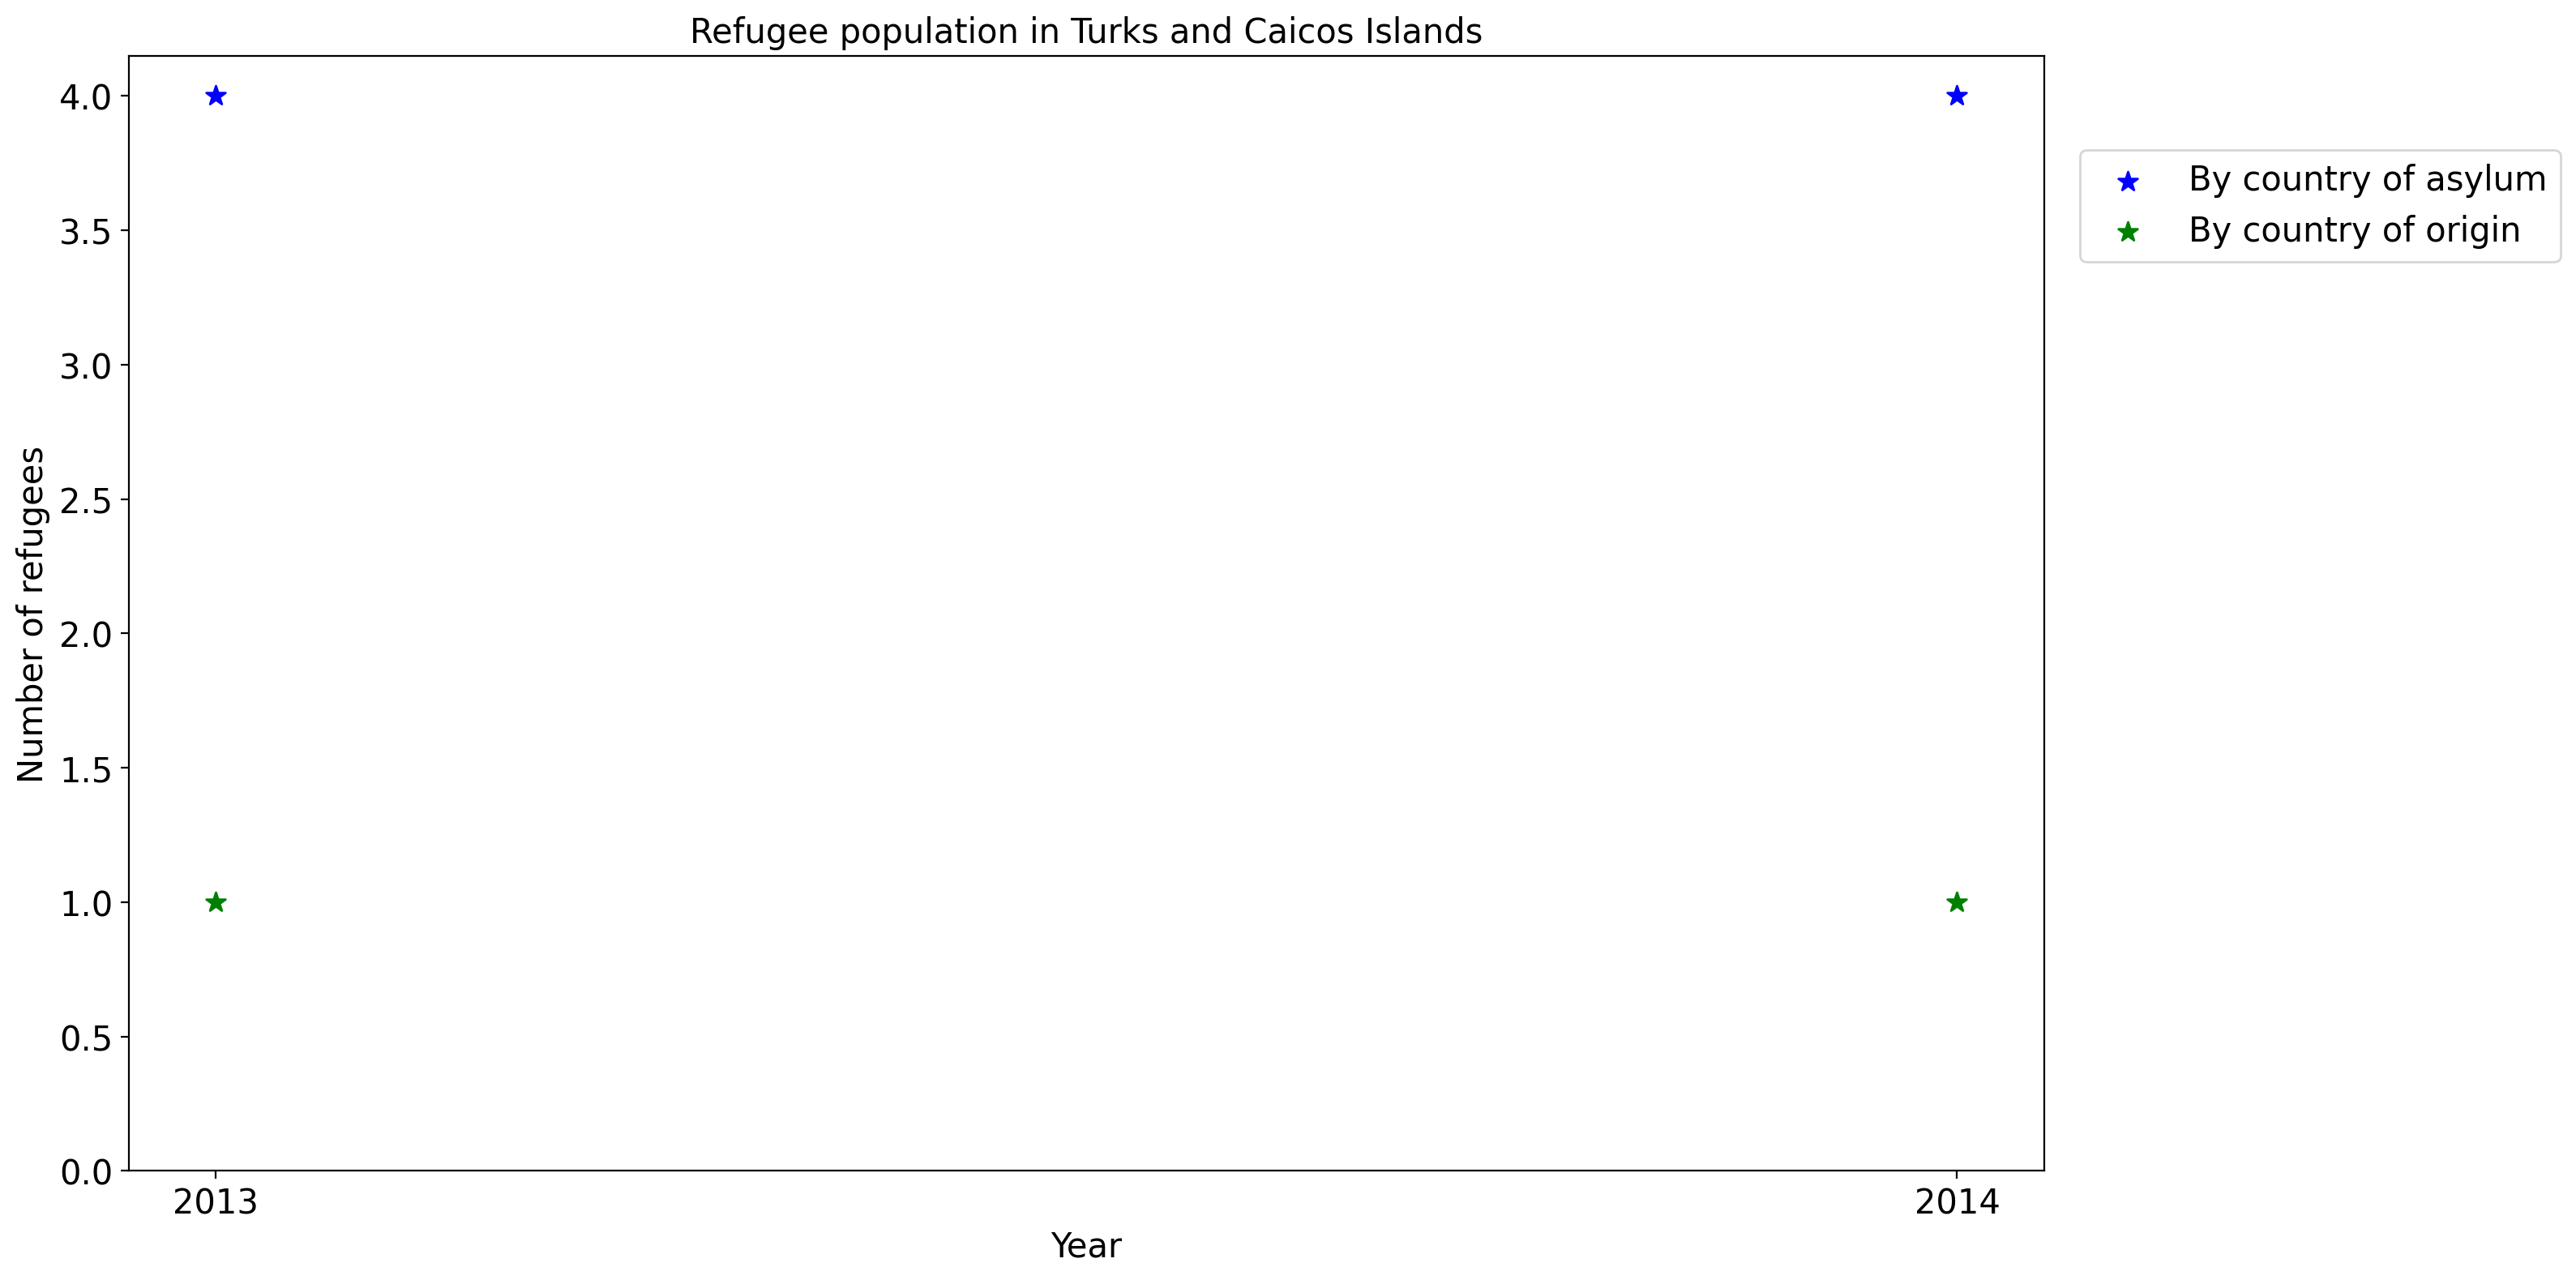 Refugee population in Turks and Caicos Islands
4.0
3.5
3.0
2.5
2.0
1.5
1.0
0.5
0.0
Number of refugees
2013
2014
Year
By country of asylum
By country of origin